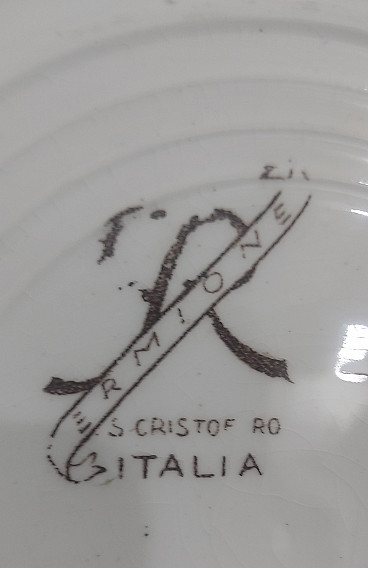 R
ERMIONE
S. CRISTOF RO
ITALIA